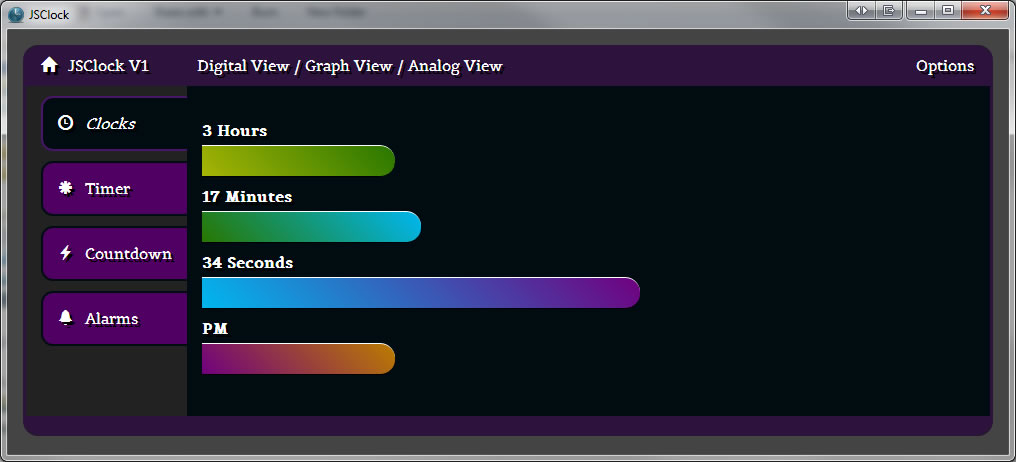 JSClock
JSClock V1
Digital View / Graph View / Analog View
Options
Clocks
Timer
Countdown
Alarms
3 Hours
17 Minutes
34 Seconds
PM